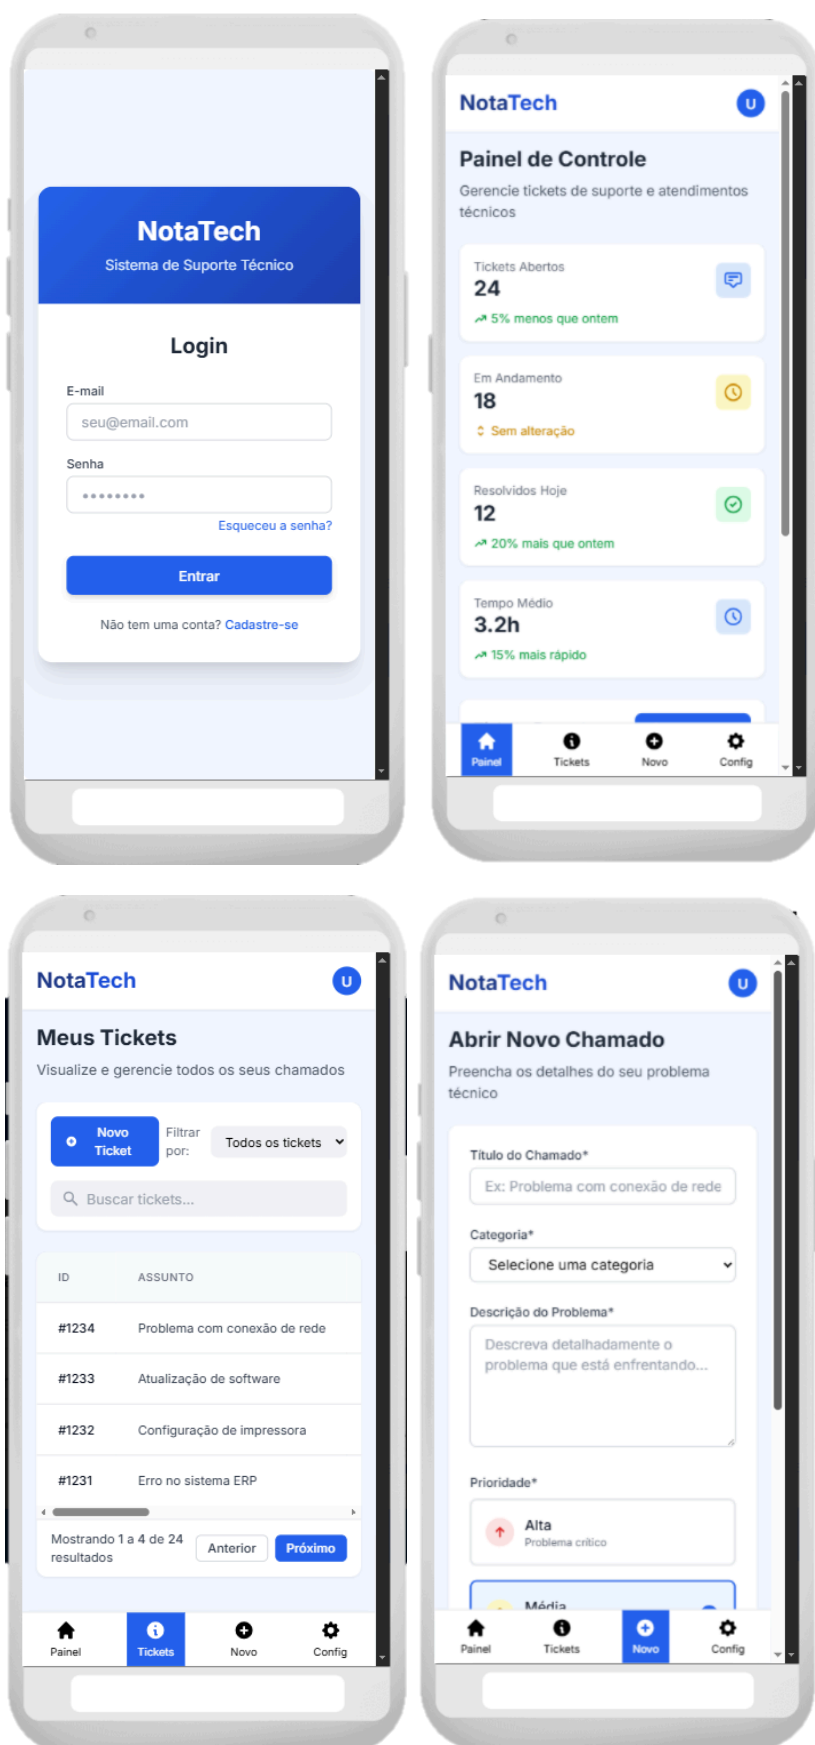 NotaTech
Sistema de Suporte Técnico
Login
E-mail
seu@email.com
Senha
Esqueceu a senha?
Entrar
Não tem uma conta? Cadastre-se
NotaTech
U
Painel de Controle
Gerencie tickets de suporte e atendimentos
técnicos
Tickets Abertos
24
5% menos que ontem
Em Andamento
18
Sem alteração
Resolvidos Hoje
12
20% mais que ontem
Tempo Médio
3.2h
15% mais rápido
Painel
Tickets
Novo
Config
NotaTech
U
Meus Tickets
Visualize e gerencie todos os seus chamados
Novo
Ticket
Filtrar
por:
Todos os tickets
Buscar tickets...
ID
ASSUNTO
#1234
Problema com conexão de rede
#1233
Atualização de software
#1232
Configuração de impressora
#1231
Erro no sistema ERP
Mostrando 1 a 4 de 24
resultados
Anterior
Próximo
Painel
Tickets
Novo
Config
NotaTech
U
Abrir Novo Chamado
Preencha os detalhes do seu problema
técnico
Título do Chamado*
Ex: Problema com conexão de rede
Categoria*
Selecione uma categoria
Descrição do Problema*
Descreva detalhadamente o
problema que está enfrentando...
Prioridade*
Alta
Problema crítico
Média
Painel
Tickets
Novo
Config